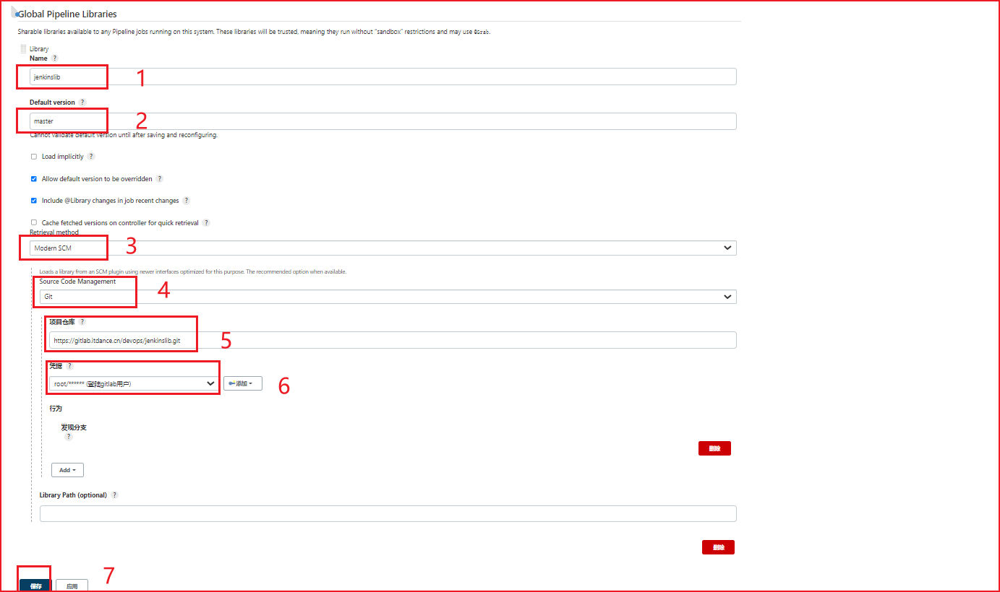 Global Pipeline Libraries
Sharable libraries available to any Pipeline jobs running on this system. These libraries will be trusted, meaning they run without “sandbox” restrictions and may use @Grab.
Library
Name ?
jenkinslib 1
Default version ?
master 2
Cannot validate default version until after saving and reconfiguring.
Load implicitly ?
Allow default version to be overridden ?
Include @Library changes in job recent changes ?
Cache fetched versions on controller for quick retrieval ?
Retrieval method
Modern SCM 3
Loads a library from an SCM plugin using newer interfaces optimized for this purpose. The recommended option when available.
Source Code Management
Git 4
项目仓库 ?
https://gitlab.itdance.cn/devops/jenkinslib.git 5
凭据 ?
root/****** (登陆gitlab用户) 添加 6
行为
发现分支
?
删除
Add
Library Path (optional) ?
删除
保存 应用 7